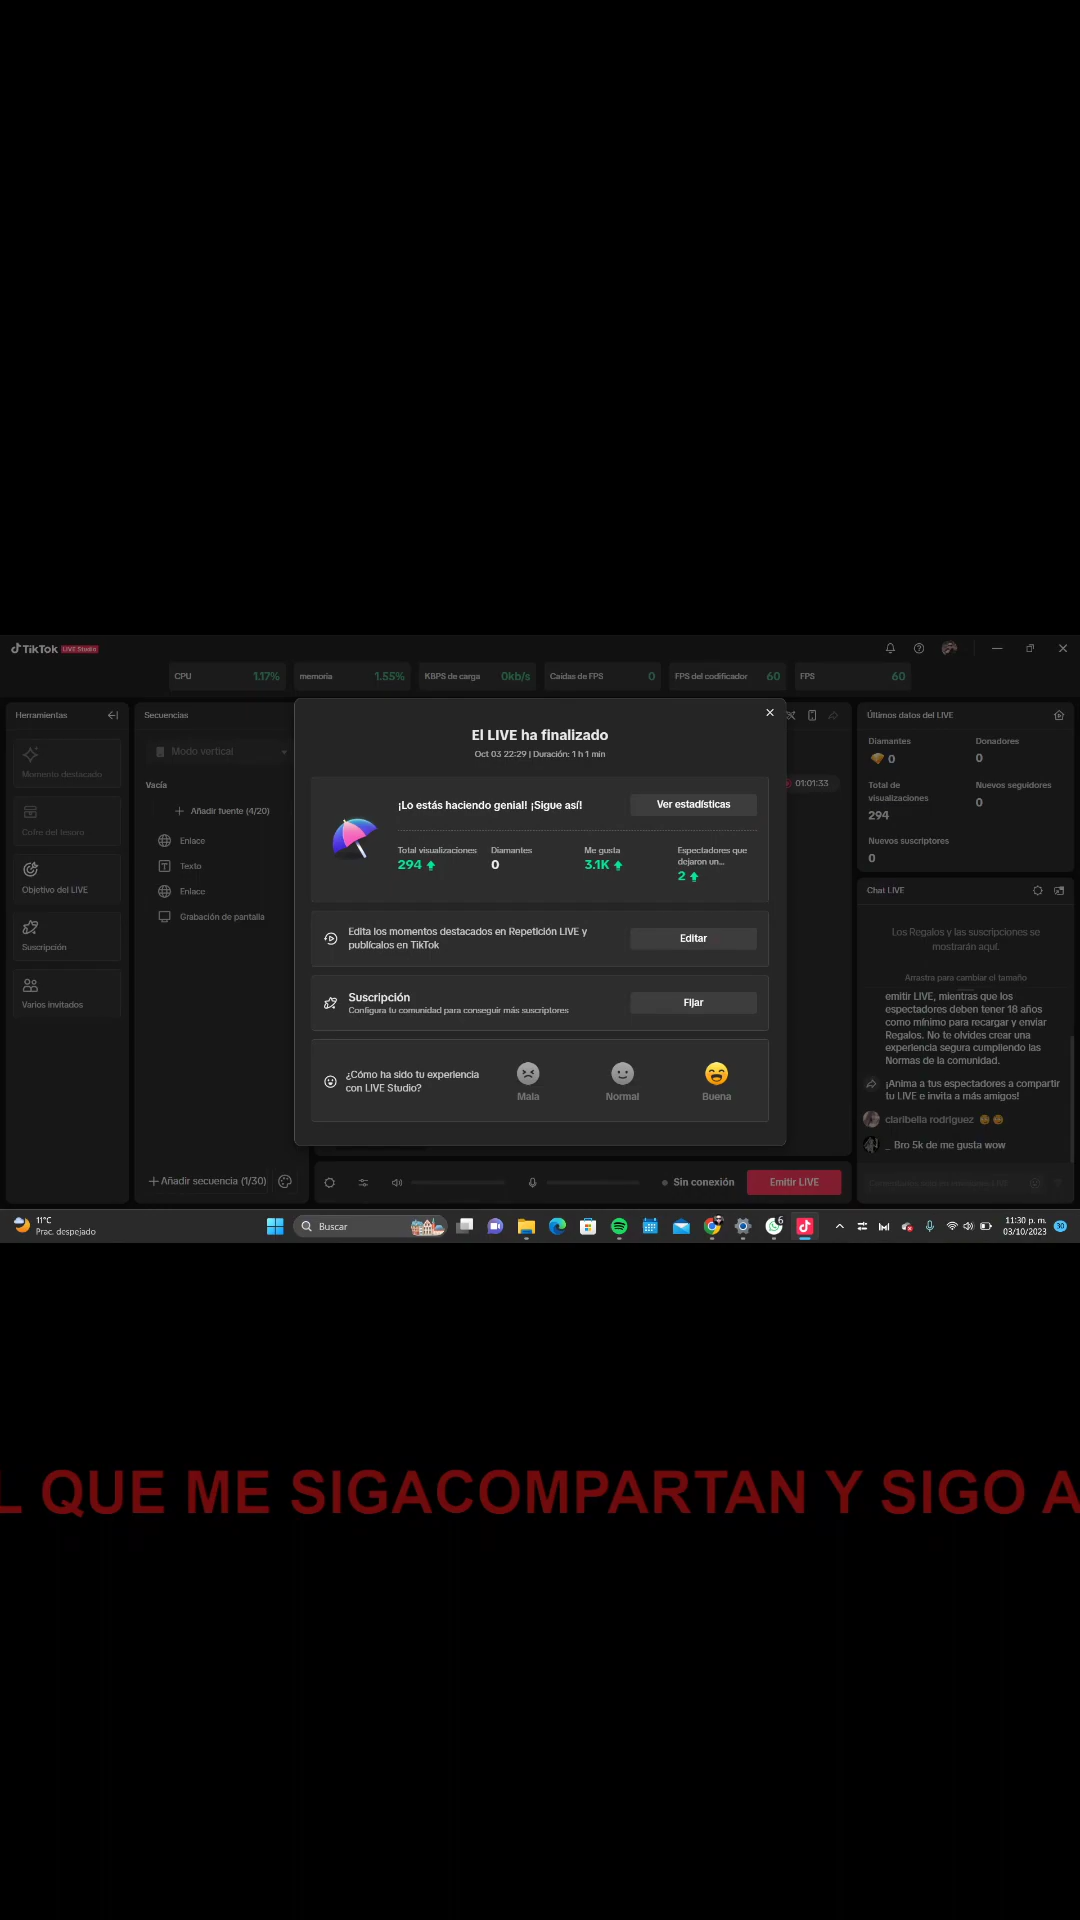 TikTok LIVE Studio
CPU 1.17%
memoria 1.55%
KBPS de carga 0kb/s
Caídas de FPS 0
FPS del codificador 60
FPS 60
Herramientas
Momento destacado
Cofre del tesoro
Objetivo del LIVE
Suscripción
Varios invitados
Secuencias
Modo vertical
Vacía
Añadir fuente (4/20)
Enlace
Texto
Enlace
Grabación de pantalla
Añadir secuencia (1/30)
El LIVE ha finalizado
Oct 03 22:29 | Duración: 1 h 1 min
¡Lo estás haciendo genial! ¡Sigue así!
Ver estadísticas
Total visualizaciones
294
Diamantes
0
Me gusta
3.1K
Espectadores que
dejaron un...
2
Edita los momentos destacados en Repetición LIVE y
publícalos en TikTok
Editar
Suscripción
Configura tu comunidad para conseguir más suscriptores
Fijar
¿Cómo ha sido tu experiencia
con LIVE Studio?
Mala
Normal
Buena
01:01:33
Sin conexión
Emitir LIVE
Últimos datos del LIVE
Diamantes
0
Donadores
0
Total de
visualizaciones
294
Nuevos seguidores
0
Nuevos suscriptores
0
Chat LIVE
Los Regalos y las suscripciones se
mostrarán aquí.
Arrastra para cambiar el tamaño
emitir LIVE, mientras que los
espectadores deben tener 18 años
como mínimo para recargar y enviar
Regalos. No te olvides crear una
experiencia segura cumpliendo las
Normas de la comunidad.
¡Anima a tus espectadores a compartir
tu LIVE e invita a más amigos!
claribella rodriguez
_ Bro 5k de me gusta wow
11°C
Prac. despejado
Buscar
6
11:30 p. m.
03/10/2023
30
L QUE ME SIGACOMPARTAN Y SIGO A